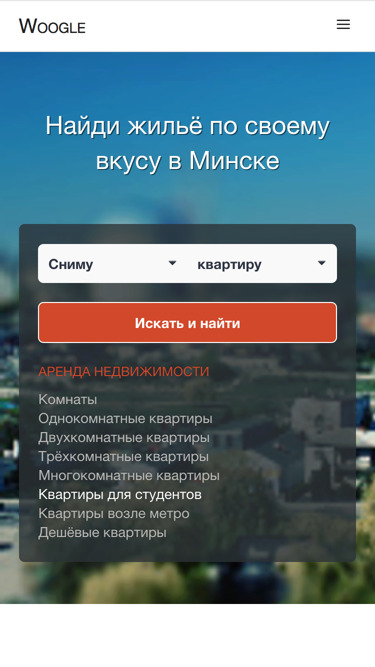 WOOGLE
Найди жильё по своему
вкусу в Минске
Сниму
квартиру
Искать и найти
АРЕНДА НЕДВИЖИМОСТИ
Комнаты
Однокомнатные квартиры
Двухкомнатные квартиры
Трёхкомнатные квартиры
Многокомнатные квартиры
Квартиры для студентов
Квартиры возле метро
Дешёвые квартиры